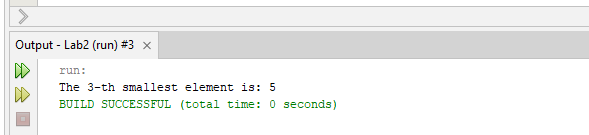 Output - Lab2 (run) #3 ×
run:
The 3-th smallest element is: 5
BUILD SUCCESSFUL (total time: 0 seconds)